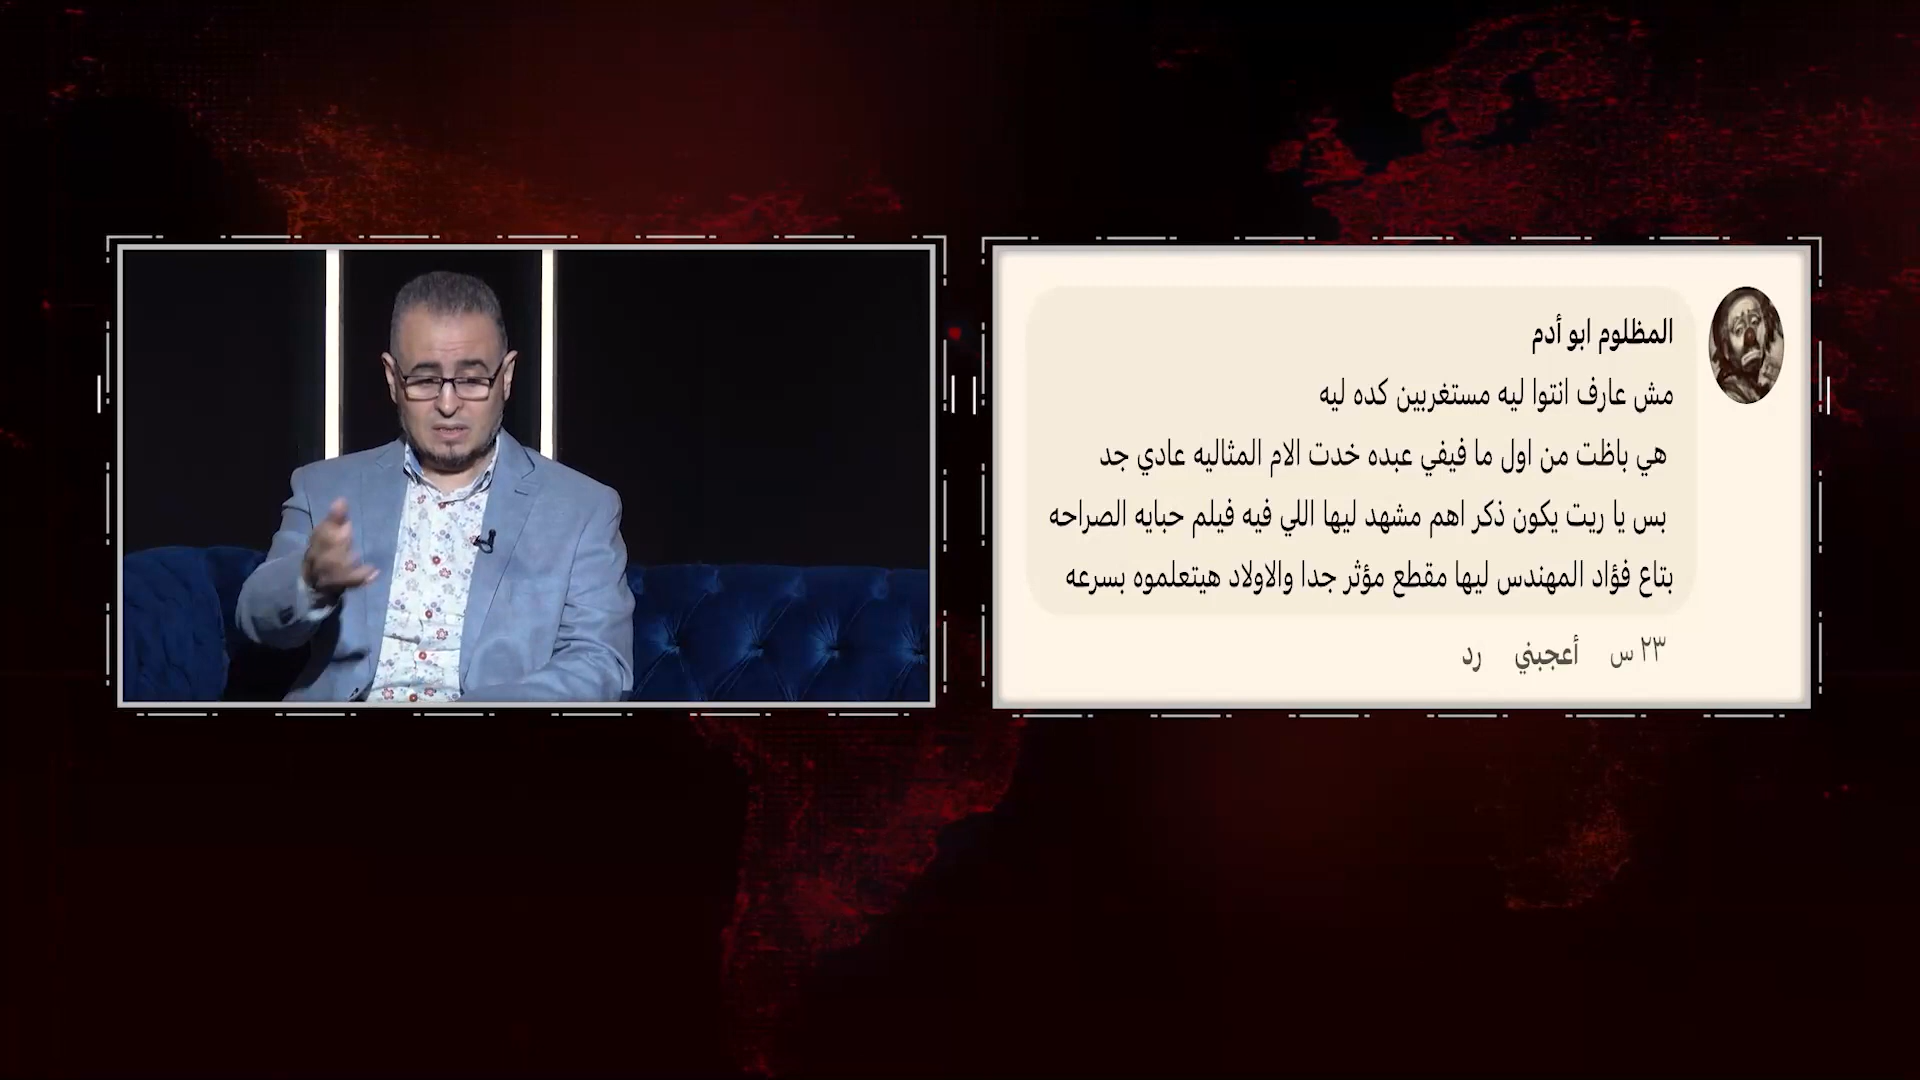 المظلوم ابو أدم
مش عارف انتوا ليه مستغربين كده ليه
هي باظت من اول ما فيفي عبده خدت الام المثاليه عادي جد
بس يا ريت يكون ذكر اهم مشهد ليها اللي فيه فيلم حبايه الصراحه
بتاع فؤاد المهندس ليها مقطع مؤثر جدا والاولاد هيتعلموه بسرعه
٢٣ س أعجبني رد